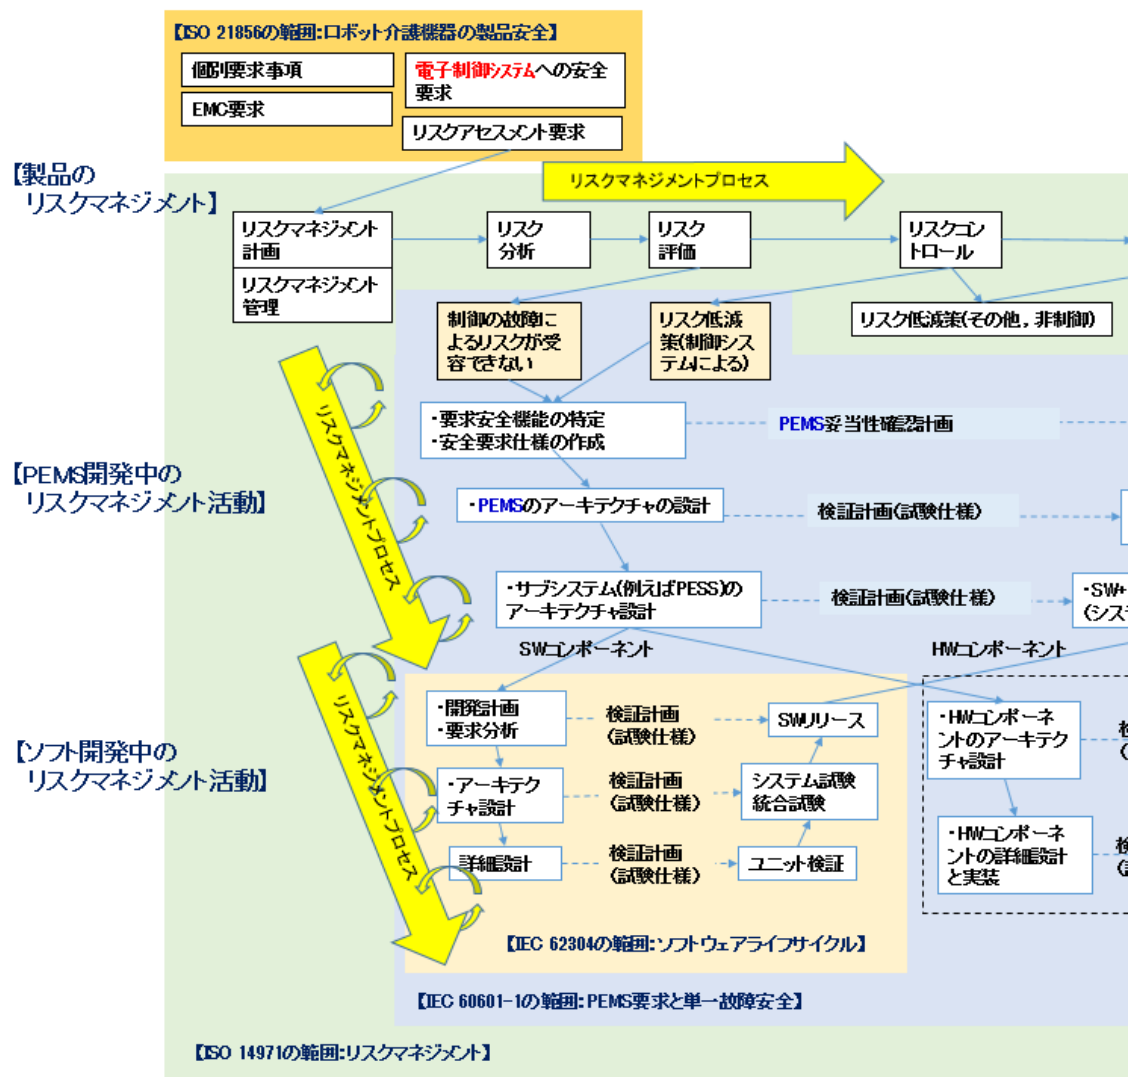 【ISO 21856の範囲:ロボット介護機器の製品安全】
個別要求事項
電子制御システムへの安全
要求
EMC要求
リスクアセスメント要求
【製品の
リスクマネジメント】
リスクマネジメントプロセス
リスクマネジメント
計画
リスクマネジメント
管理
リスク
分析
リスク
評価
リスクコン
トロール
制御の故障に
よるリスクが受
容できない
リスク低減
策(制御シス
テムによる)
リスク低減策(その他，非制御)
・要求安全機能の特定
・安全要求仕様の作成
PEMS妥当性確認計画
リスクマネジメントプロセス
【PEMS開発中の
リスクマネジメント活動】
・PEMSのアーキテクチャの設計
検証計画(試験仕様)
・サブシステム(例えばPESS)の
アーキテクチャ設計
検証計画(試験仕様)
・SW+
(シス
SWコンポーネント
HWコンポーネント
リスクマネジメントプロセス
【ソフト開発中の
リスクマネジメント活動】
・開発計画
・要求分析
検証計画
(試験仕様)
SWリリース
・アーキテク
チャ設計
検証計画
(試験仕様)
システム試験
統合試験
詳細設計
検証計画
(試験仕様)
ユニット検証
・HWコンポーネ
ントのアーキテク
チャ設計
・HWコンポーネ
ントの詳細設計
と実装
【IEC 62304の範囲:ソフトウェアライフサイクル】
【IEC 60601-1の範囲:PEMS要求と単一故障安全】
【ISO 14971の範囲:リスクマネジメント】